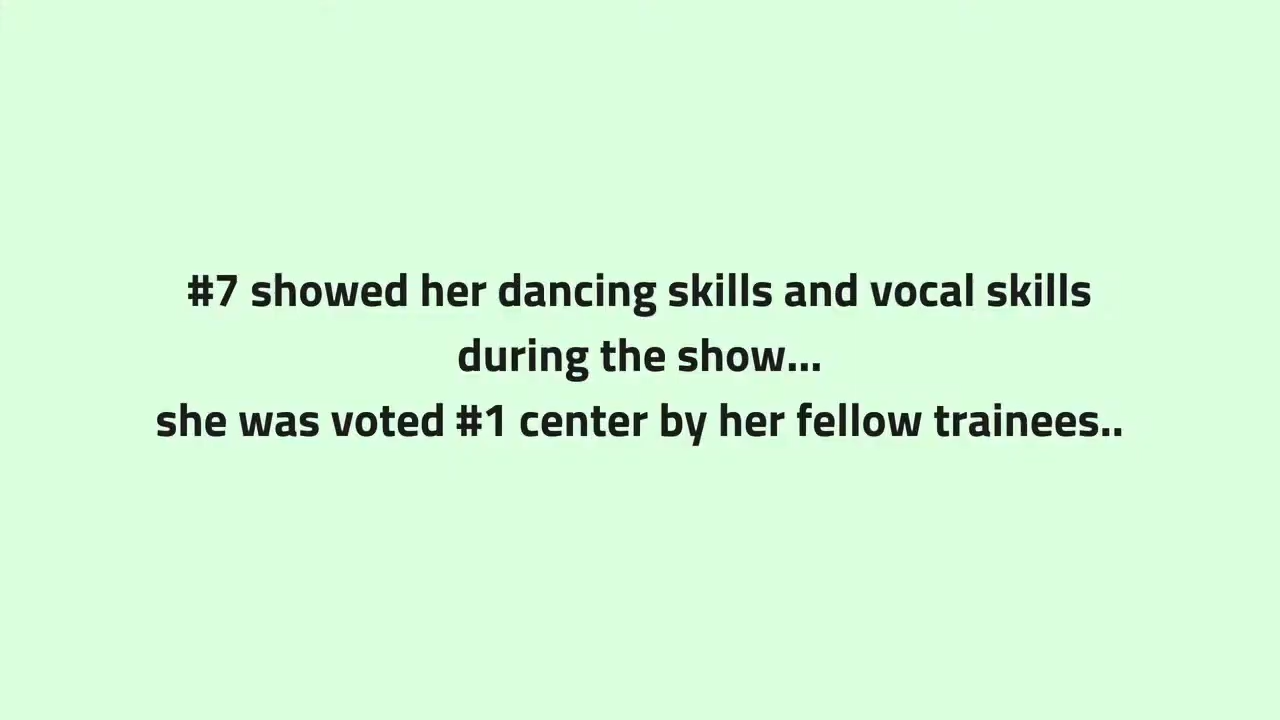 #7 showed her dancing skills and vocal skills
during the show...
she was voted #1 center by her fellow trainees..